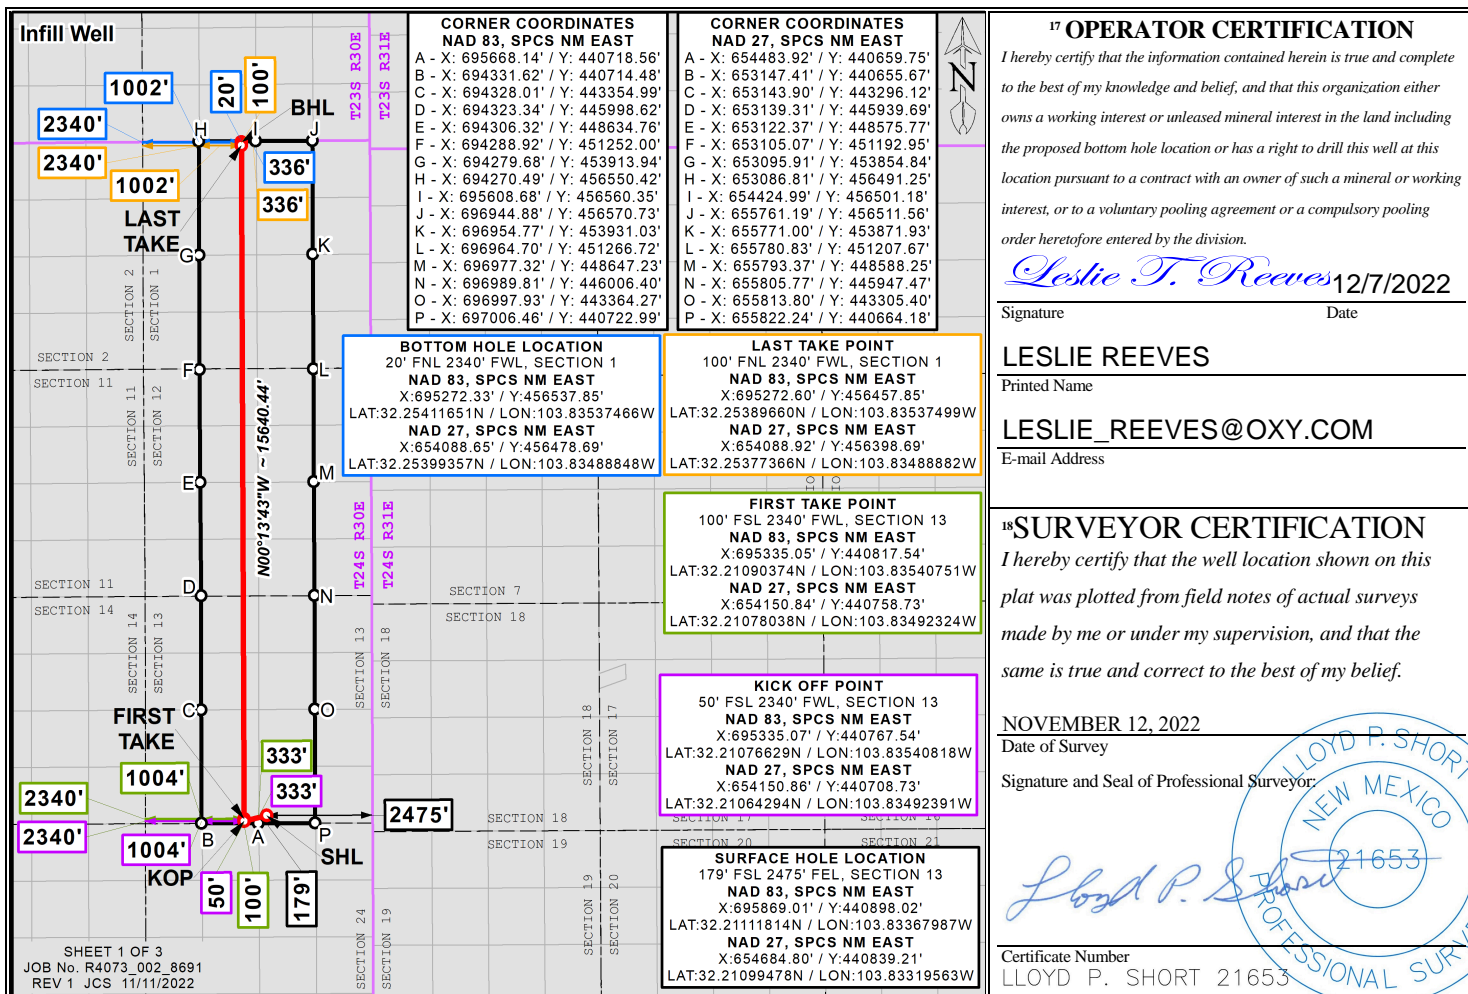 Infill Well
CORNER COORDINATES
NAD 83, SPCS NM EAST
A - X: 695668.14' / Y: 440718.56'
B - X: 694331.62' / Y: 440714.48'
C - X: 694328.01' / Y: 443354.99'
D - X: 694323.34' / Y: 445998.62'
E - X: 694306.32' / Y: 448634.76'
F - X: 694288.92' / Y: 451252.00'
G - X: 694279.68' / Y: 453913.94'
H - X: 694270.49' / Y: 456550.42'
I - X: 695608.68' / Y: 456560.35'
J - X: 696944.88' / Y: 456570.73'
K - X: 696954.77' / Y: 453931.03'
L - X: 696964.70' / Y: 451266.72'
M - X: 696977.32' / Y: 448647.23'
N - X: 696989.81' / Y: 446006.40'
O - X: 696997.93' / Y: 443364.27'
P - X: 697006.46' / Y: 440722.99'
CORNER COORDINATES
NAD 27, SPCS NM EAST
A - X: 654483.92' / Y: 440659.75'
B - X: 653147.41' / Y: 440655.67'
C - X: 653143.90' / Y: 443296.12'
D - X: 653139.31' / Y: 445939.69'
E - X: 653122.37' / Y: 448575.77'
F - X: 653105.07' / Y: 451192.95'
G - X: 653095.91' / Y: 453854.84'
H - X: 653086.81' / Y: 456491.25'
I - X: 654424.99' / Y: 456501.18'
J - X: 655761.19' / Y: 456511.56'
K - X: 655771.00' / Y: 453871.93'
L - X: 655780.83' / Y: 451207.67'
M - X: 655793.37' / Y: 448588.25'
N - X: 655805.77' / Y: 445947.47'
O - X: 655813.80' / Y: 443305.40'
P - X: 655822.24' / Y: 440664.18'
N
T23S R30E
T23S R31E
1002'
20'
100'
BHL
2340'
H
I
J
2340'
1002'
336'
336'
LAST
TAKE
G
K
SECTION 2
SECTION 1
SECTION 2
SECTION 11
F
L
BOTTOM HOLE LOCATION
20' FNL 2340' FWL, SECTION 1
NAD 83, SPCS NM EAST
X:695272.33' / Y:456537.85'
LAT:32.25411651N / LON:103.83537466W
NAD 27, SPCS NM EAST
X:654088.65' / Y:456478.69'
LAT:32.25399357N / LON:103.83488848W
LAST TAKE POINT
100' FNL 2340' FWL, SECTION 1
NAD 83, SPCS NM EAST
X:695272.60' / Y:456457.85'
LAT:32.25389660N / LON:103.83537499W
NAD 27, SPCS NM EAST
X:654088.92' / Y:456398.69'
LAT:32.25377366N / LON:103.83488882W
SECTION 11
SECTION 12
E
M
N00°13'43"W ~ 15640.44'
T24S R30E
T24S R31E
FIRST TAKE POINT
100' FSL 2340' FWL, SECTION 13
NAD 83, SPCS NM EAST
X:695335.05' / Y:440817.54'
LAT:32.21090374N / LON:103.83540751W
NAD 27, SPCS NM EAST
X:654150.84' / Y:440758.73'
LAT:32.21078038N / LON:103.83492324W
SECTION 11
SECTION 14
D
N
SECTION 7
SECTION 18
SECTION 14
SECTION 13
SECTION 13
SECTION 18
KICK OFF POINT
50' FSL 2340' FWL, SECTION 13
NAD 83, SPCS NM EAST
X:695335.07' / Y:440767.54'
LAT:32.21076629N / LON:103.83540818W
NAD 27, SPCS NM EAST
X:654150.86' / Y:440708.73'
LAT:32.21064294N / LON:103.83492391W
C
O
FIRST
TAKE
SECTION 18
SECTION 17
333'
1004'
333'
2340'
2340'
2475'
B
A
P
1004'
SHL
KOP
50'
100'
179'
SECTION 18
SECTION 19
SECTION 17
SECTION 20
SECTION 16
SECTION 21
SECTION 24
SECTION 19
SECTION 19
SECTION 20
SURFACE HOLE LOCATION
179' FSL 2475' FEL, SECTION 13
NAD 83, SPCS NM EAST
X:695869.01' / Y:440898.02'
LAT:32.21111814N / LON:103.83367987W
NAD 27, SPCS NM EAST
X:654684.80' / Y:440839.21'
LAT:32.21099478N / LON:103.83319563W
SHEET 1 OF 3
JOB No. R4073_002_8691
REV 1 JCS 11/11/2022
17 OPERATOR CERTIFICATION
I hereby certify that the information contained herein is true and complete
to the best of my knowledge and belief, and that this organization either
owns a working interest or unleased mineral interest in the land including
the proposed bottom hole location or has a right to drill this well at this
location pursuant to a contract with an owner of such a mineral or working
interest, or to a voluntary pooling agreement or a compulsory pooling
order heretofore entered by the division.
Leslie T. Reeves 12/7/2022
Signature Date
LESLIE REEVES
Printed Name
LESLIE_REEVES@OXY.COM
E-mail Address
18 SURVEYOR CERTIFICATION
I hereby certify that the well location shown on this
plat was plotted from field notes of actual surveys
made by me or under my supervision, and that the
same is true and correct to the best of my belief.
NOVEMBER 12, 2022
Date of Survey
Signature and Seal of Professional Surveyor:
LLOYD P. SHORT
NEW MEXICO
21653
PROFESSIONAL SURVE
Lloyd P. Short
Certificate Number
LLOYD P. SHORT 21653